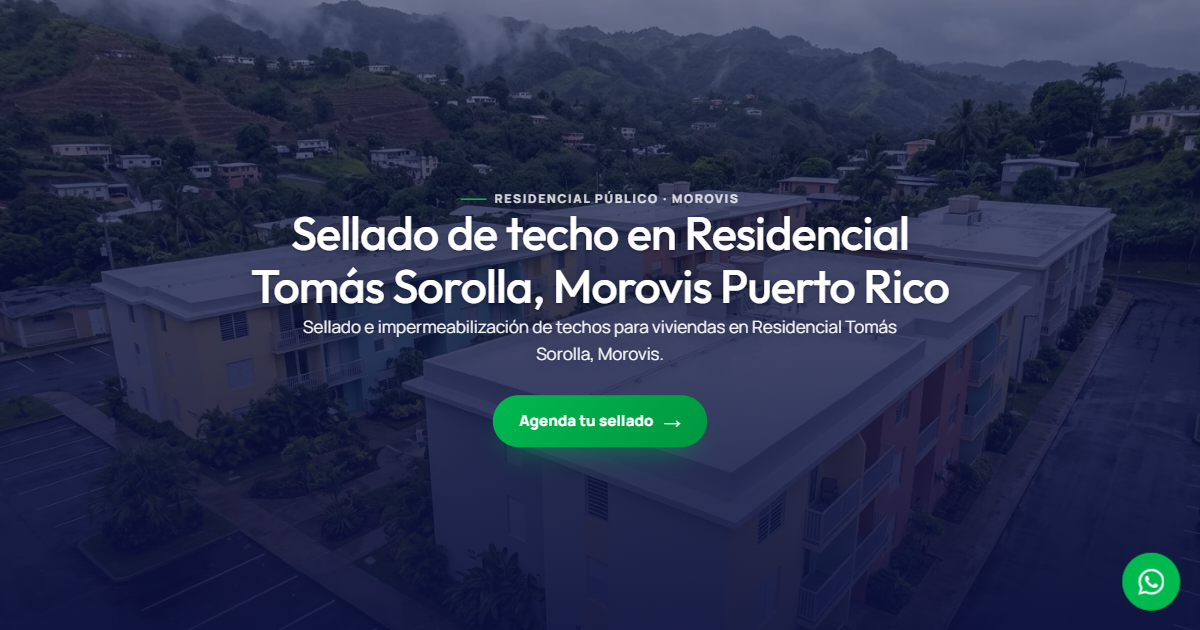 RESIDENCIAL PÚBLICO · MOROVIS
Sellado de techo en Residencial
Tomás Sorolla, Morovis Puerto Rico
Sellado e impermeabilización de techos para viviendas en Residencial Tomás
Sorolla, Morovis.
Agenda tu sellado →